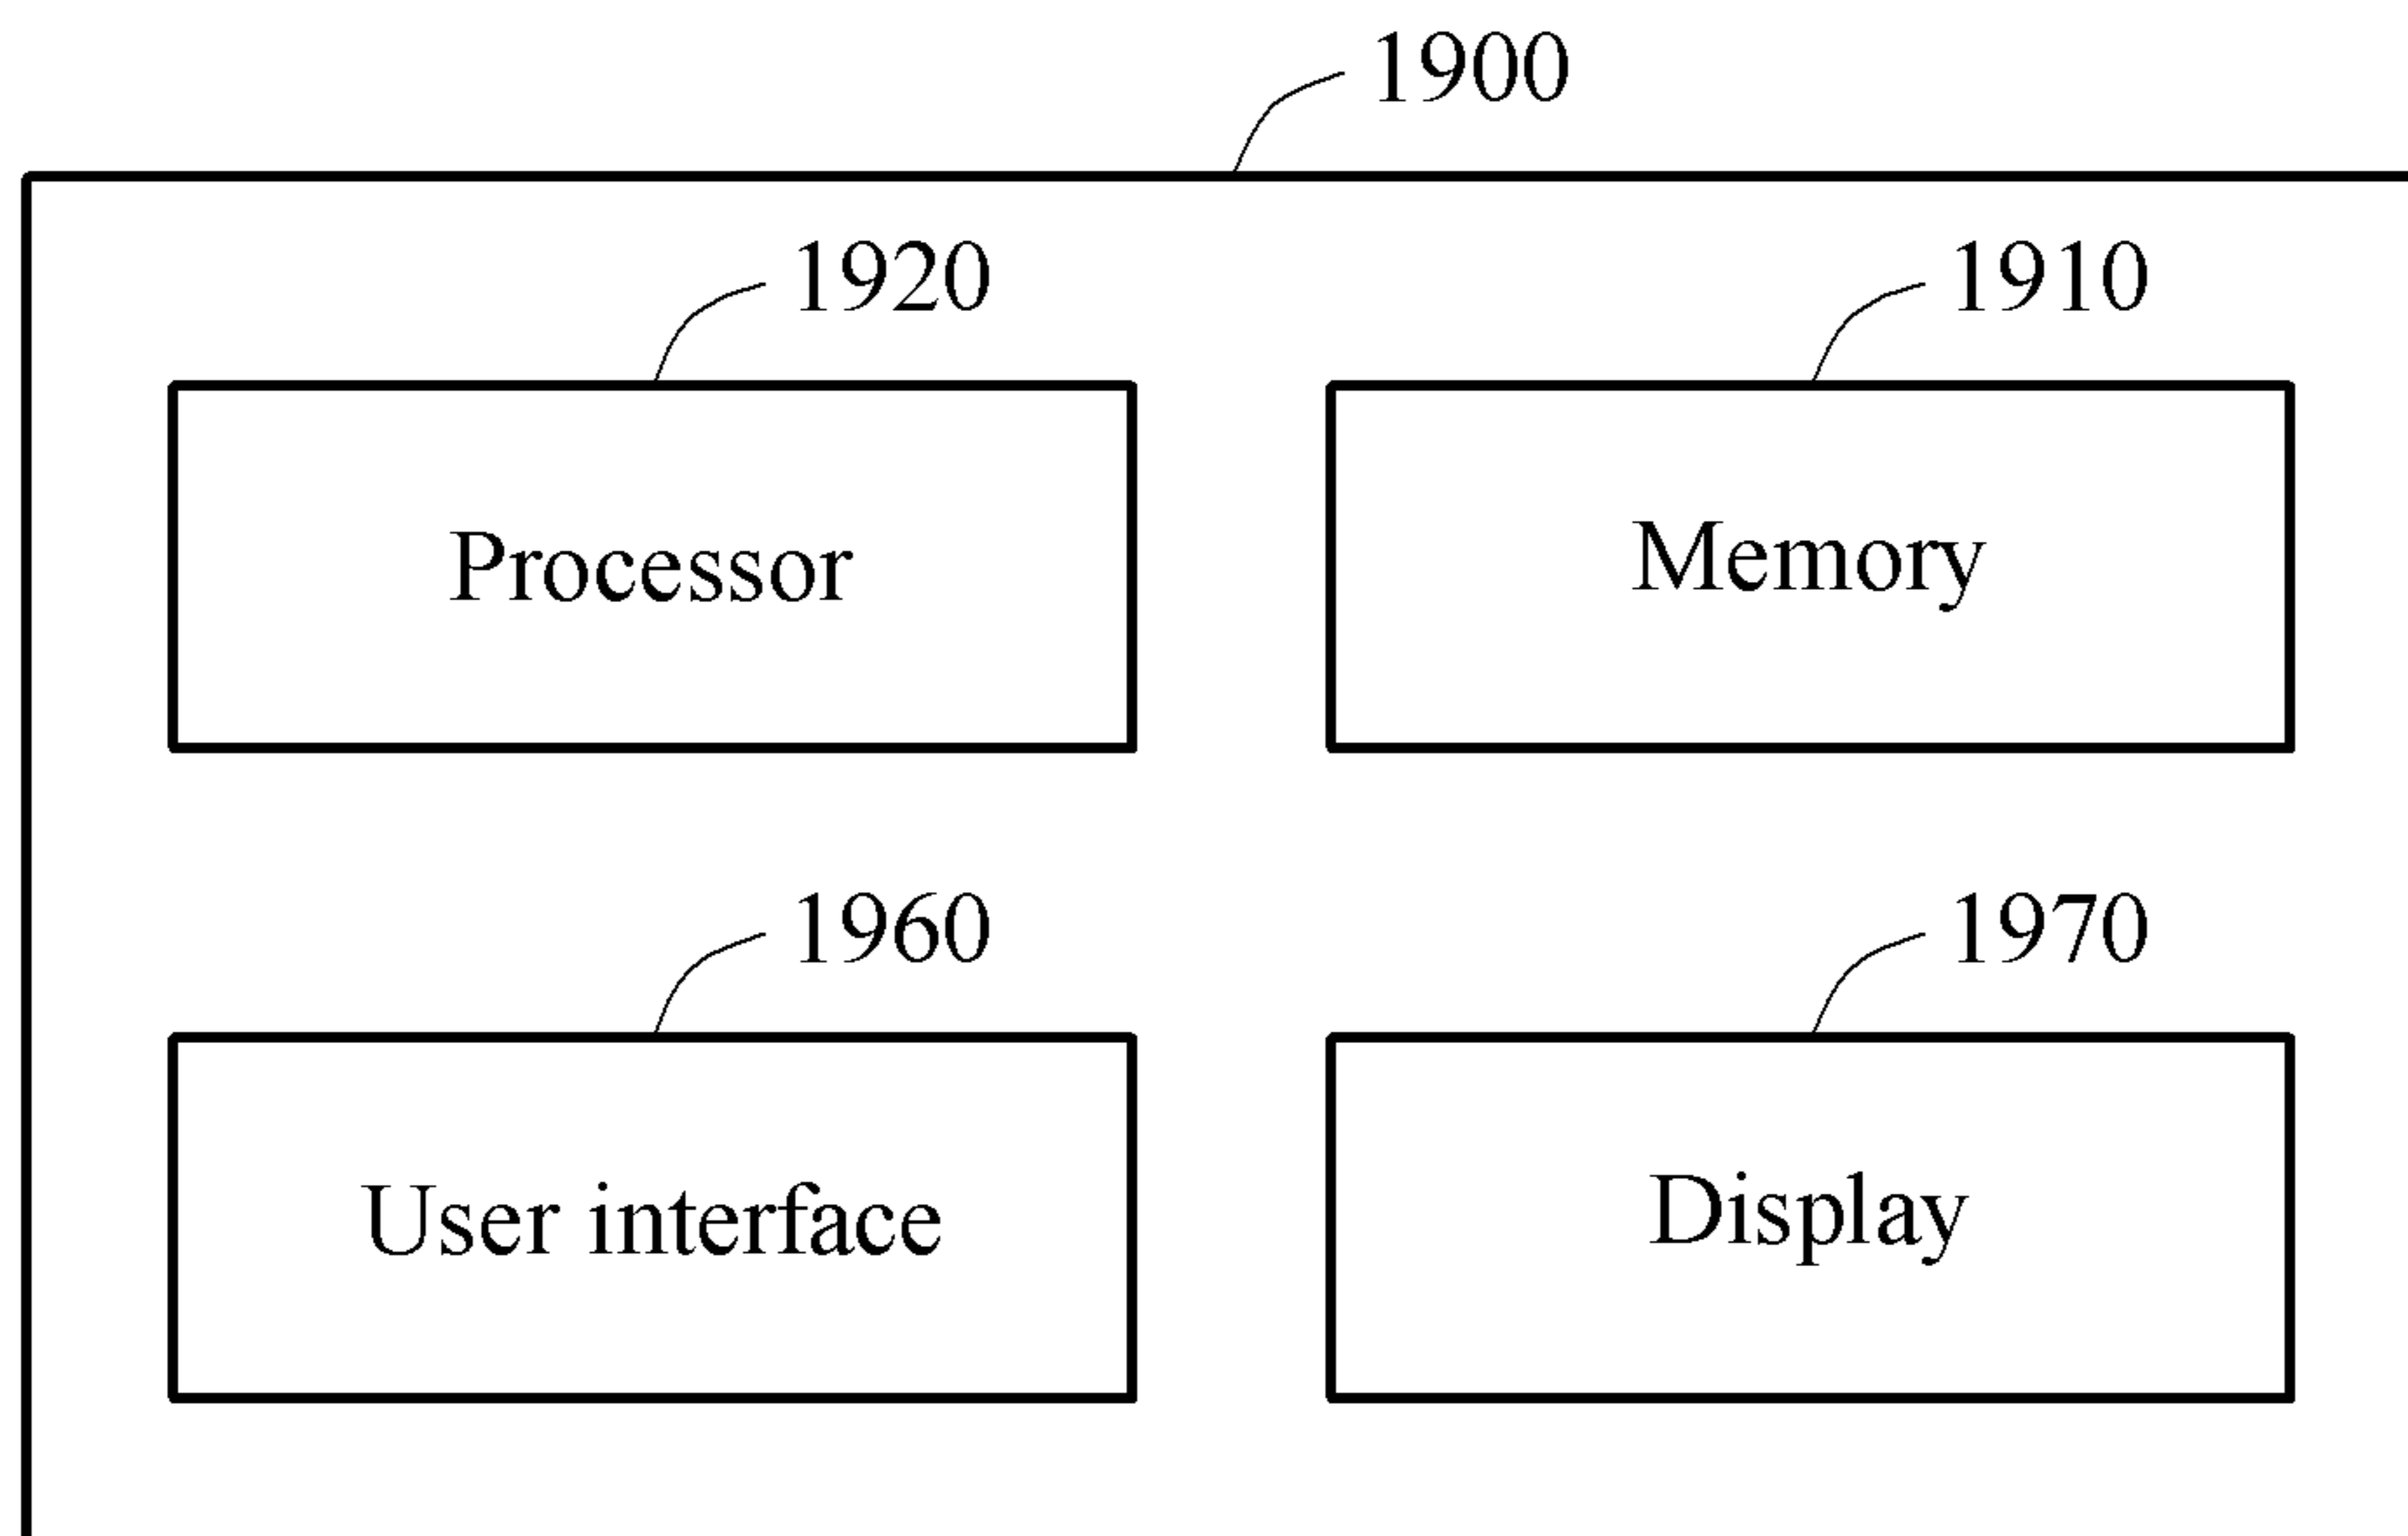 1900
1920
1910
Processor
Memory
1960
1970
User interface
Display